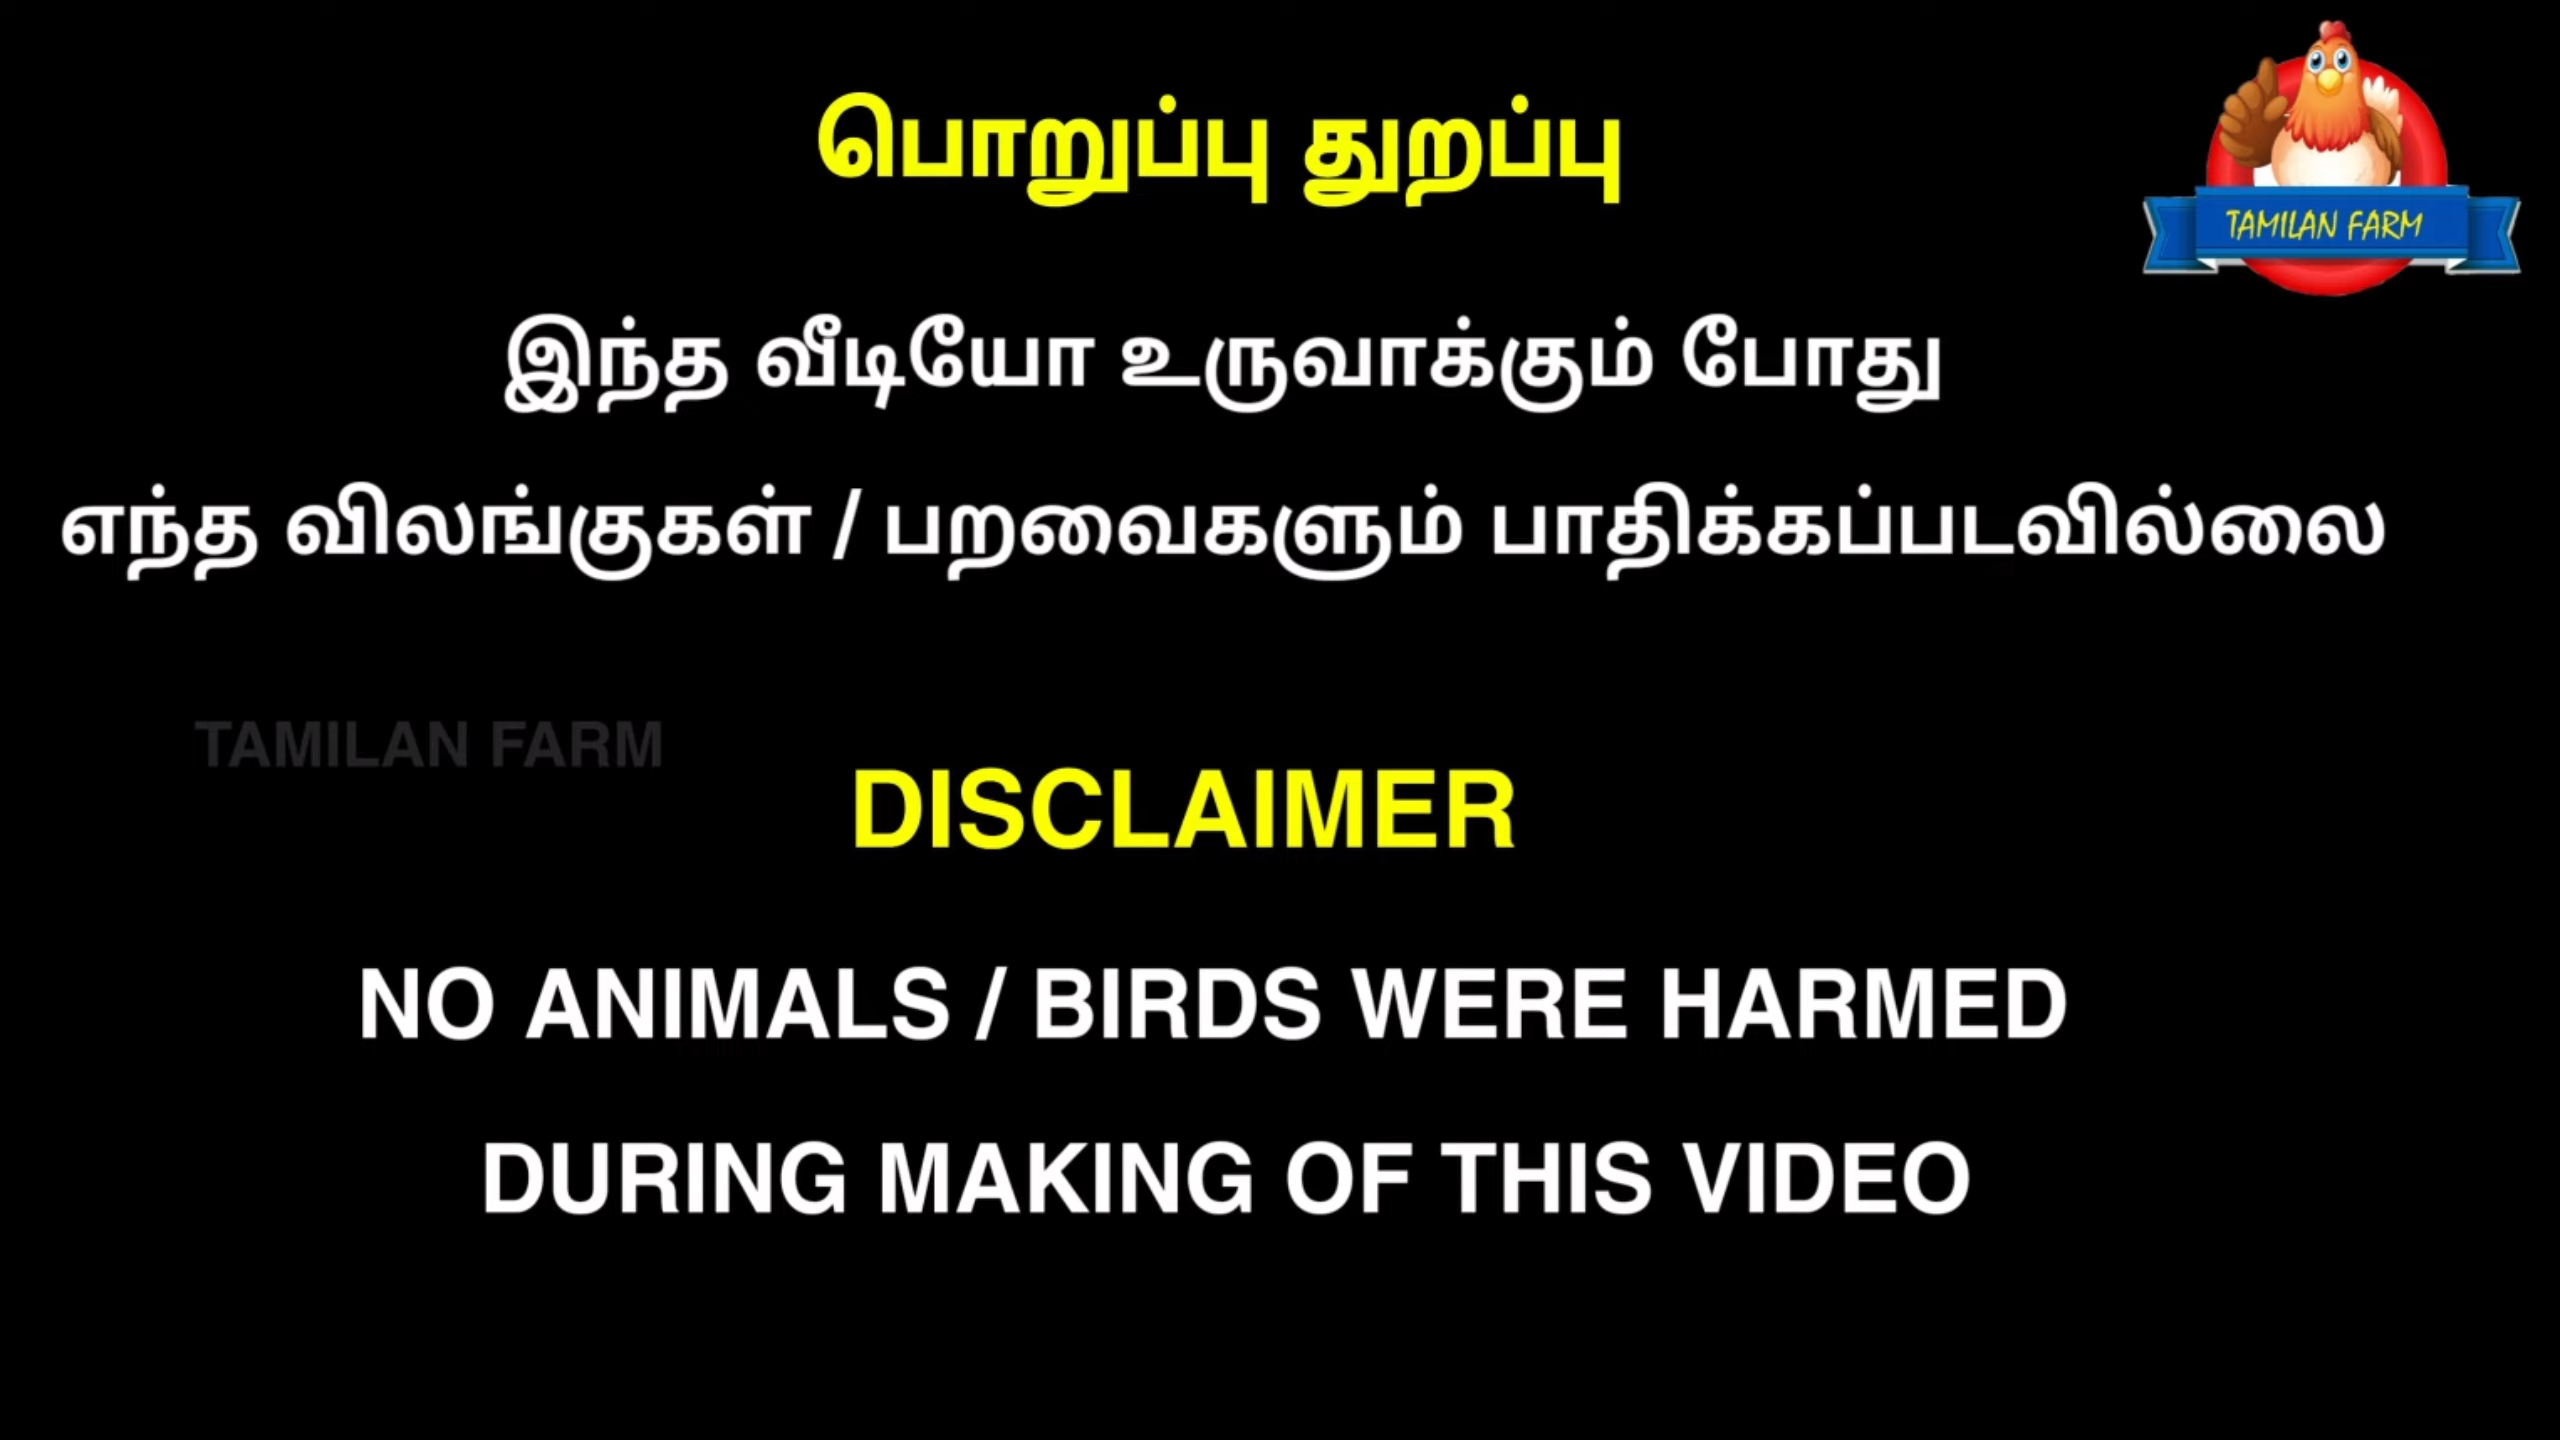 பொறுப்பு துறப்பு
TAMILAN FARM
இந்த வீடியோ உருவாக்கும் போது
எந்த விலங்குகள் / பறவைகளும் பாதிக்கப்படவில்லை
TAMILAN FARM
DISCLAIMER
NO ANIMALS / BIRDS WERE HARMED
DURING MAKING OF THIS VIDEO